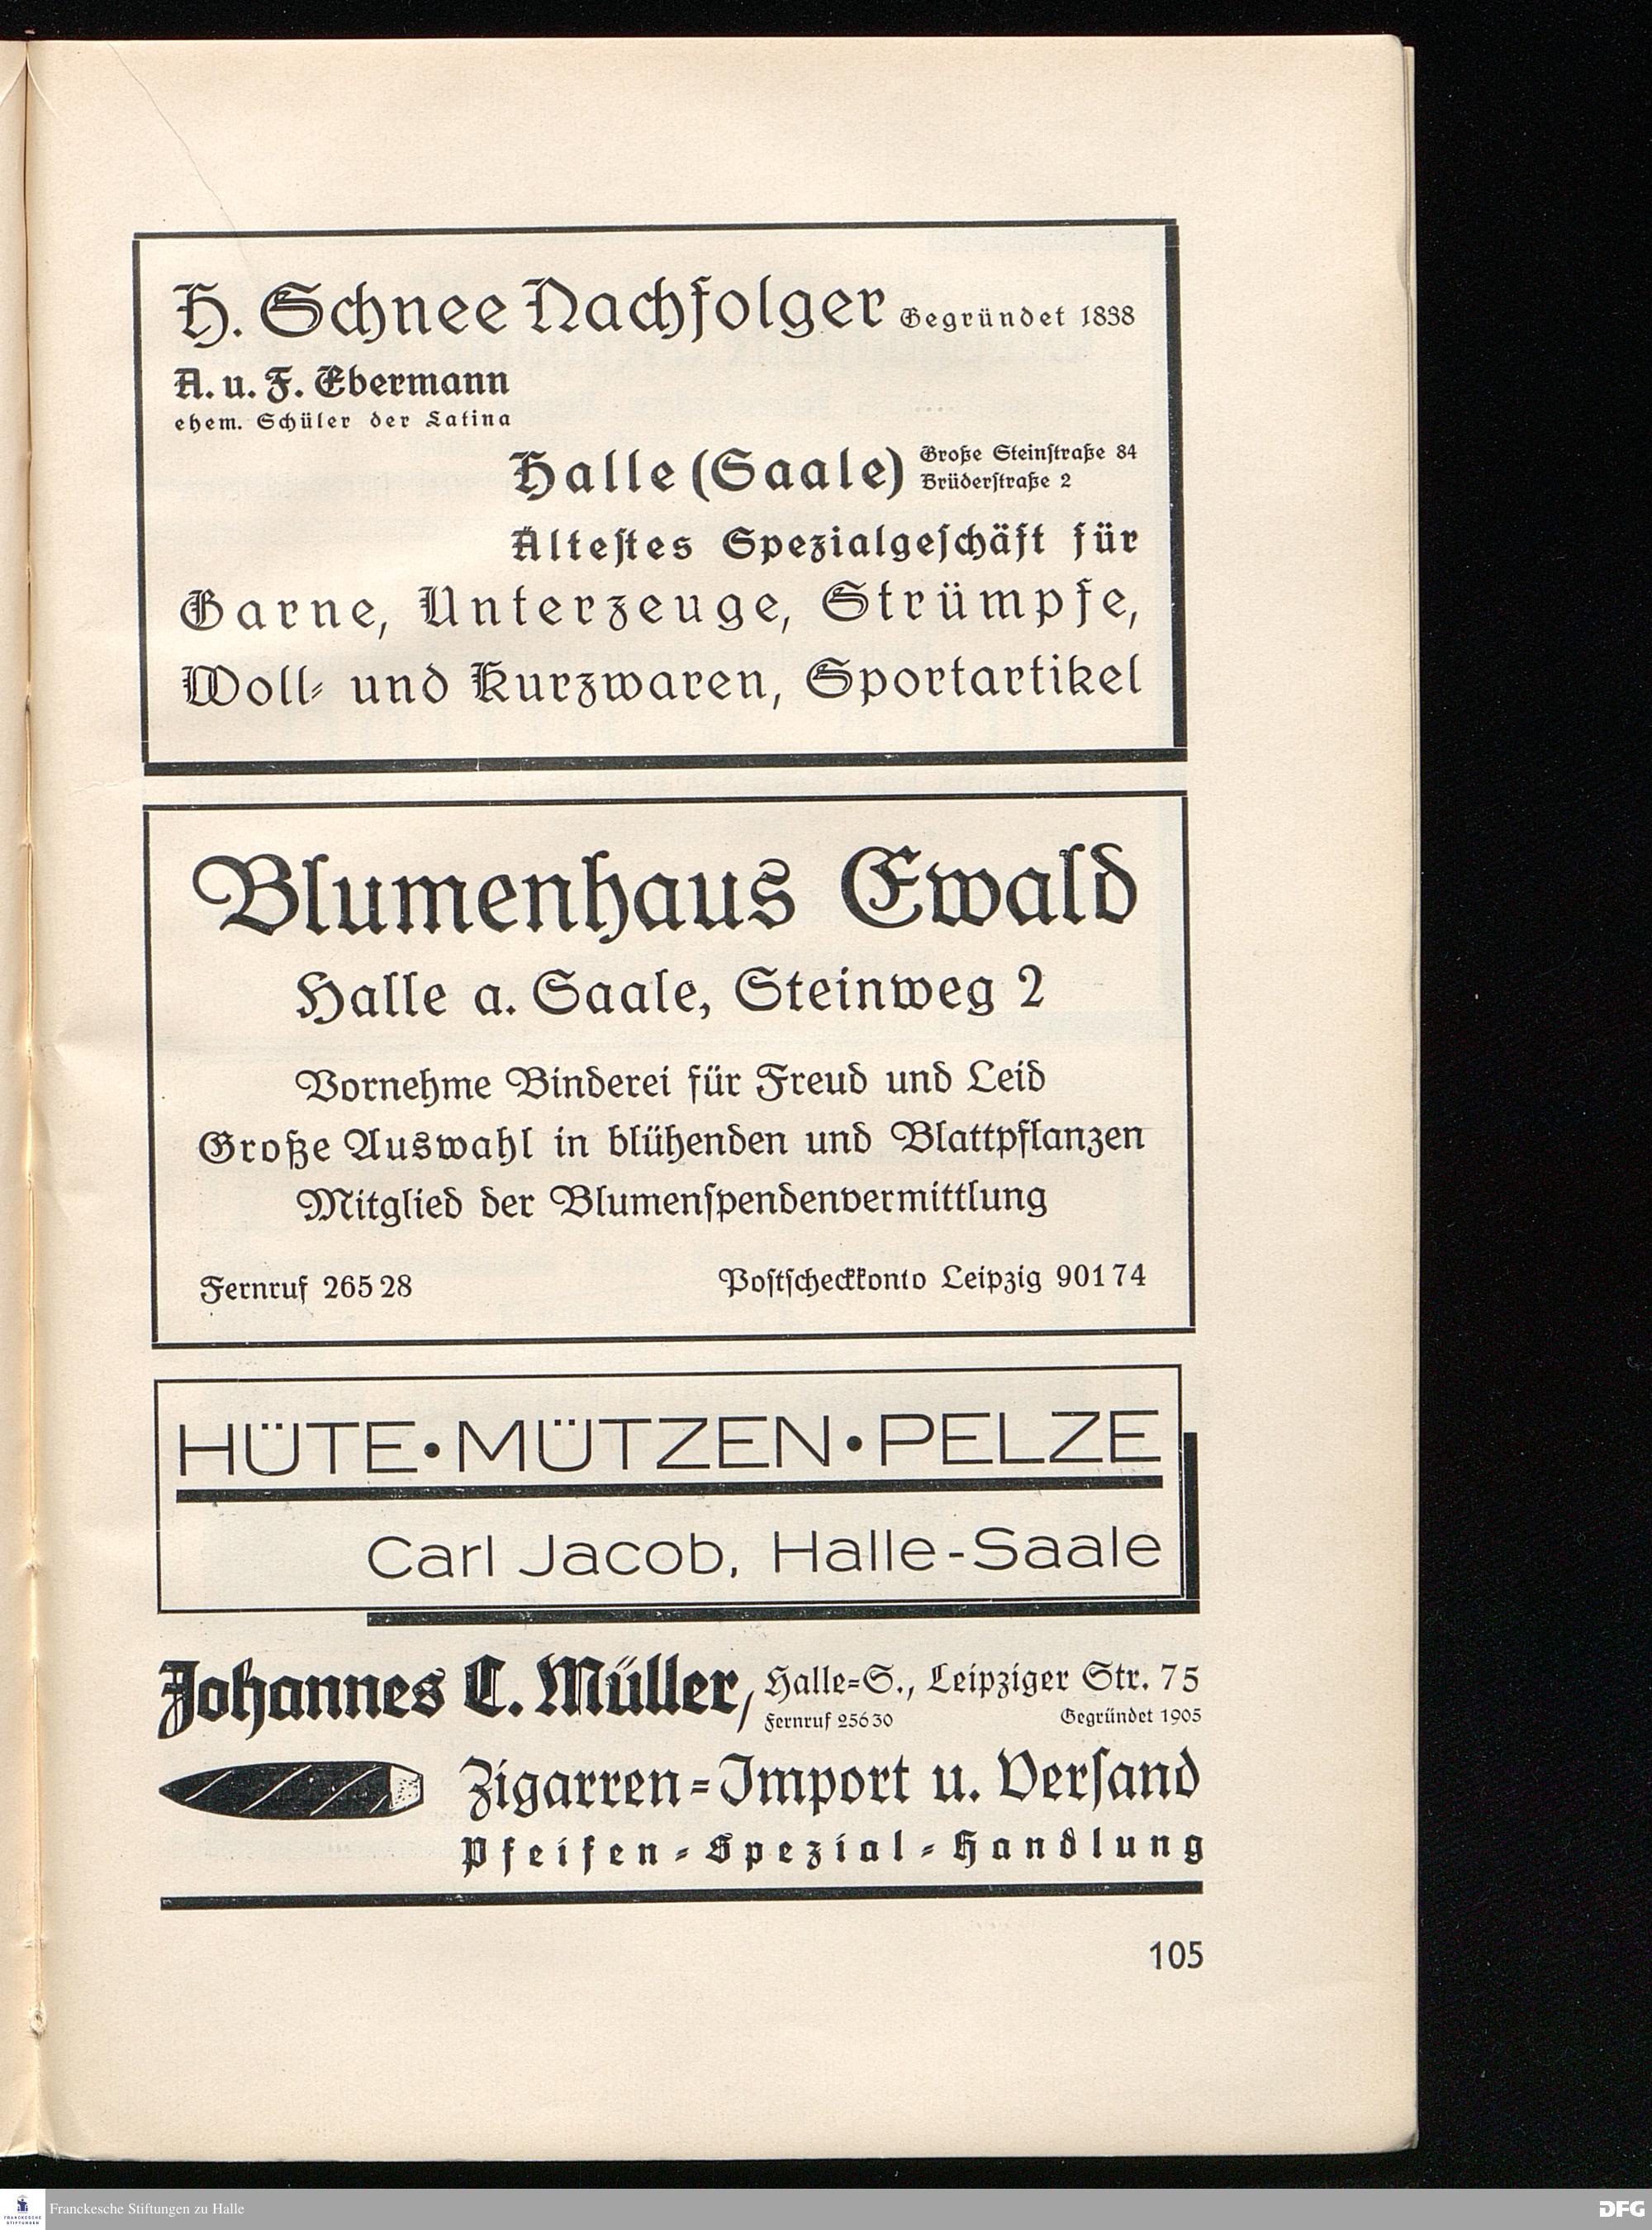 H. Schnee Nachfolger Gegründet 1838
A. u. F. Ebermann
ehem. Schüler der Latina
Halle (Saale) Große Steinstraße 84
Brüderstraße 2
Ältestes Spezialgeschäft für
Garne, Unterzeuge, Strümpfe,
Woll- und Kurzwaren, Sportartikel
Blumenhaus Ewald
Halle a. Saale, Steinweg 2
Vornehme Binderei für Freud und Leid
Große Auswahl in blühenden und Blattpflanzen
Mitglied der Blumenspendenvermittlung
Fernruf 265 28 Postscheckkonto Leipzig 901 74
HÜTE • MÜTZEN • PELZE
Carl Jacob, Halle-Saale
Johannes C. Müller, Halle=S., Leipziger Str. 75
Fernruf 256 30 Gegründet 1905
Zigarren=Import u. Versand
Pfeifen-Spezial-Handlung
105
Franckesche Stiftungen zu Halle
FRANCKESCHE
STIFTUNGEN
DFG